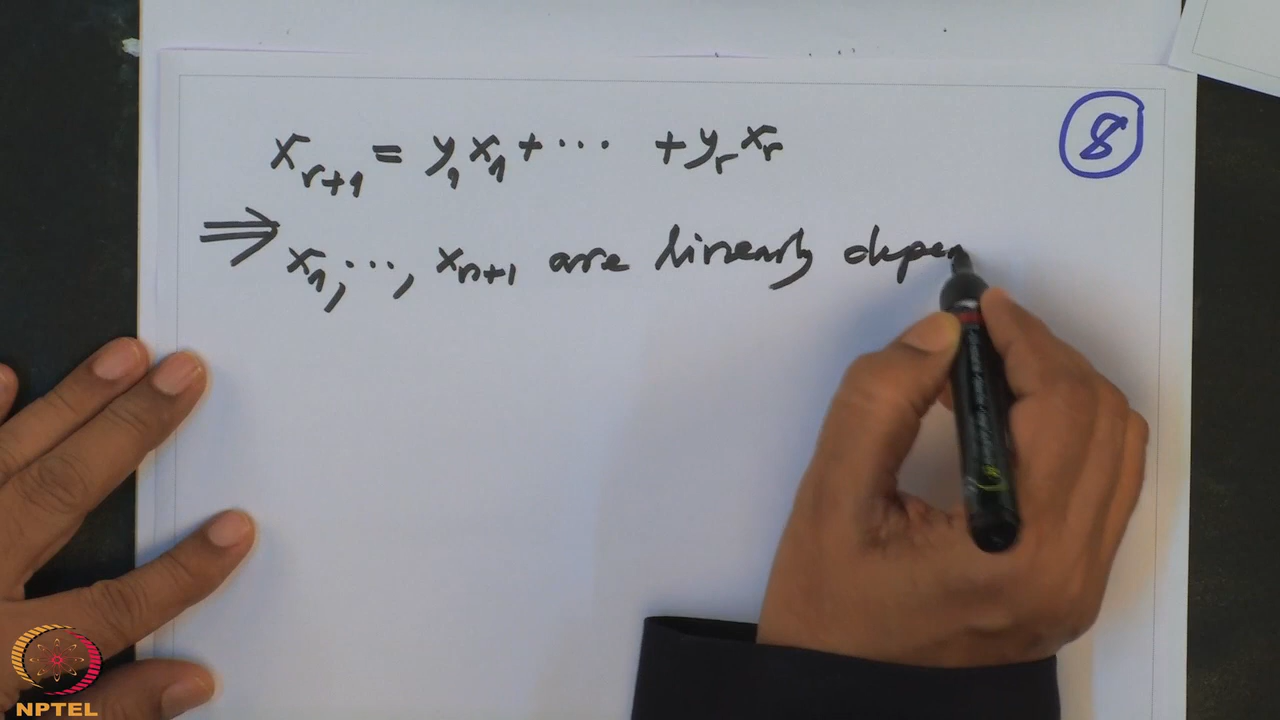 8
x_{r+1} = y_1 x_1 + ... + y_r x_r
⟹ x_1, ..., x_{n+1} are linearly depen
NPTEL